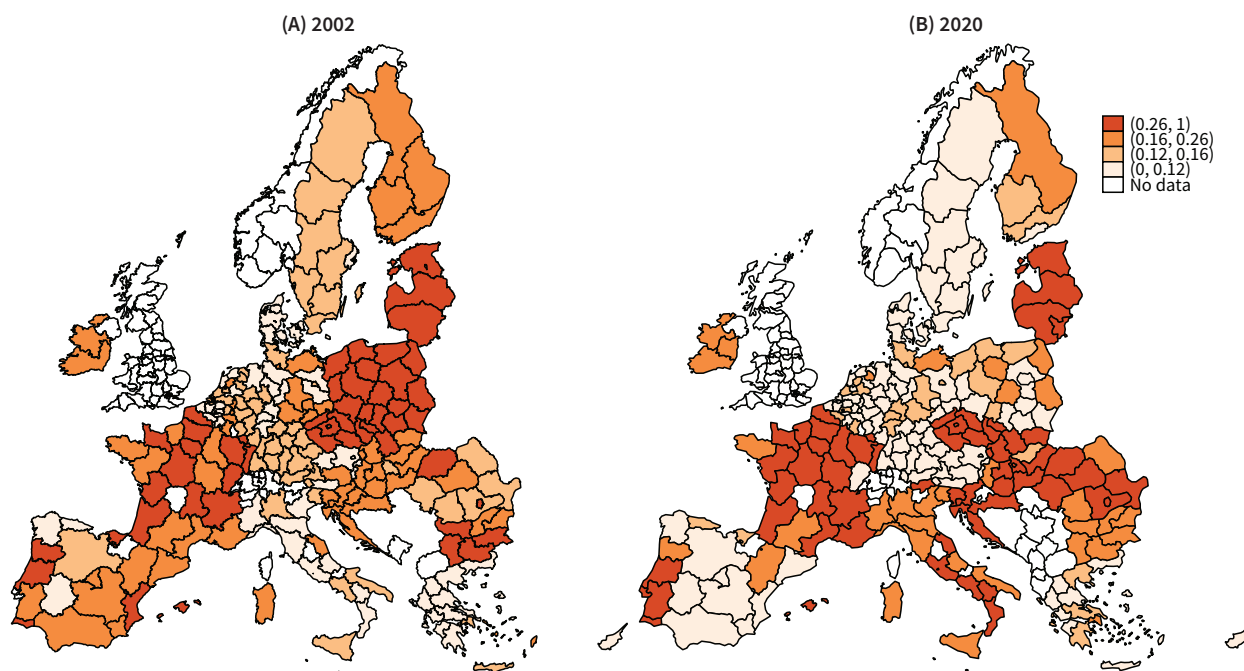 (A) 2002
(B) 2020
(0.26, 1)
(0.16, 0.26)
(0.12, 0.16)
(0, 0.12)
No data